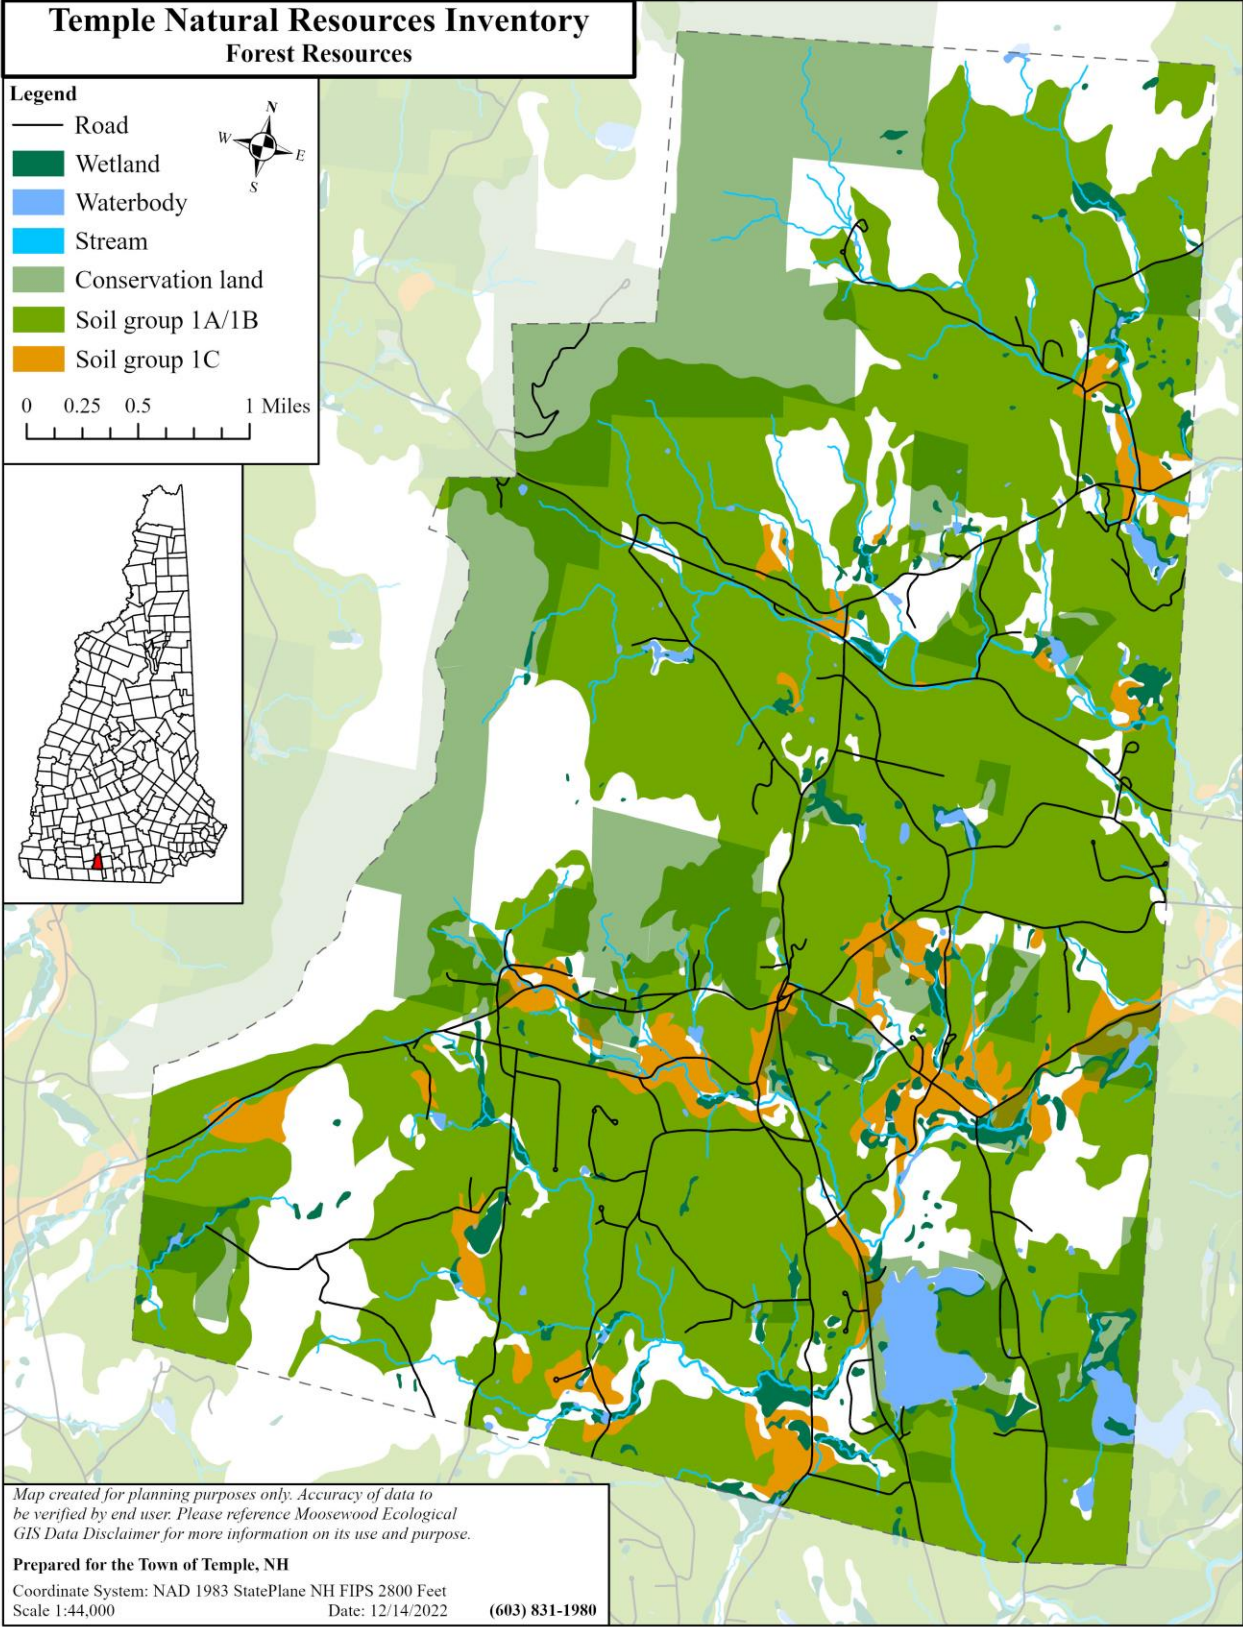 Temple Natural Resources Inventory
Forest Resources
Legend
Road
Wetland
Waterbody
Stream
Conservation land
Soil group 1A/1B
Soil group 1C
N
W
E
S
0 0.25 0.5 1 Miles
Map created for planning purposes only. Accuracy of data to
be verified by end user. Please reference Moosewood Ecological
GIS Data Disclaimer for more information on its use and purpose.
Prepared for the Town of Temple, NH
Coordinate System: NAD 1983 StatePlane NH FIPS 2800 Feet
Scale 1:44,000 Date: 12/14/2022 (603) 831-1980